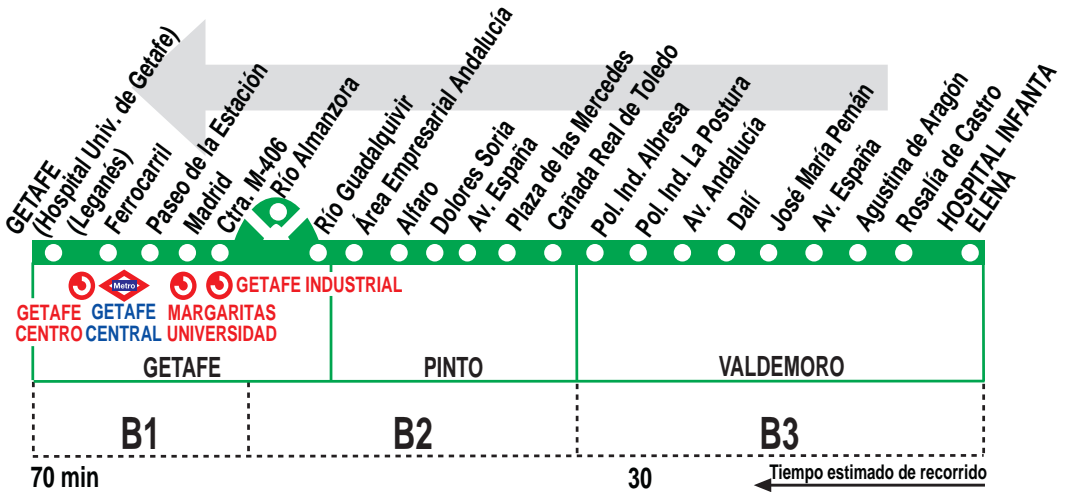 GETAFE
(Hospital Univ. de Getafe)
(Leganés)
Ferrocarril
Paseo de la Estación
Madrid
Ctra. M-406
Río Almanzora
Río Guadalquivir
Área Empresarial Andalucía
Alfaro
Dolores Soria
Av. España
Plaza de las Mercedes
Cañada Real de Toledo
Pol. Ind. Albresa
Pol. Ind. La Postura
Av. Andalucía
Dalí
José María Pemán
Av. España
Agustina de Aragón
Rosalía de Castro
HOSPITAL INFANTA
ELENA
Metro
GETAFE INDUSTRIAL
GETAFE
CENTRO
GETAFE
CENTRAL
MARGARITAS
UNIVERSIDAD
GETAFE
PINTO
VALDEMORO
B1
B2
B3
70 min
30
Tiempo estimado de recorrido